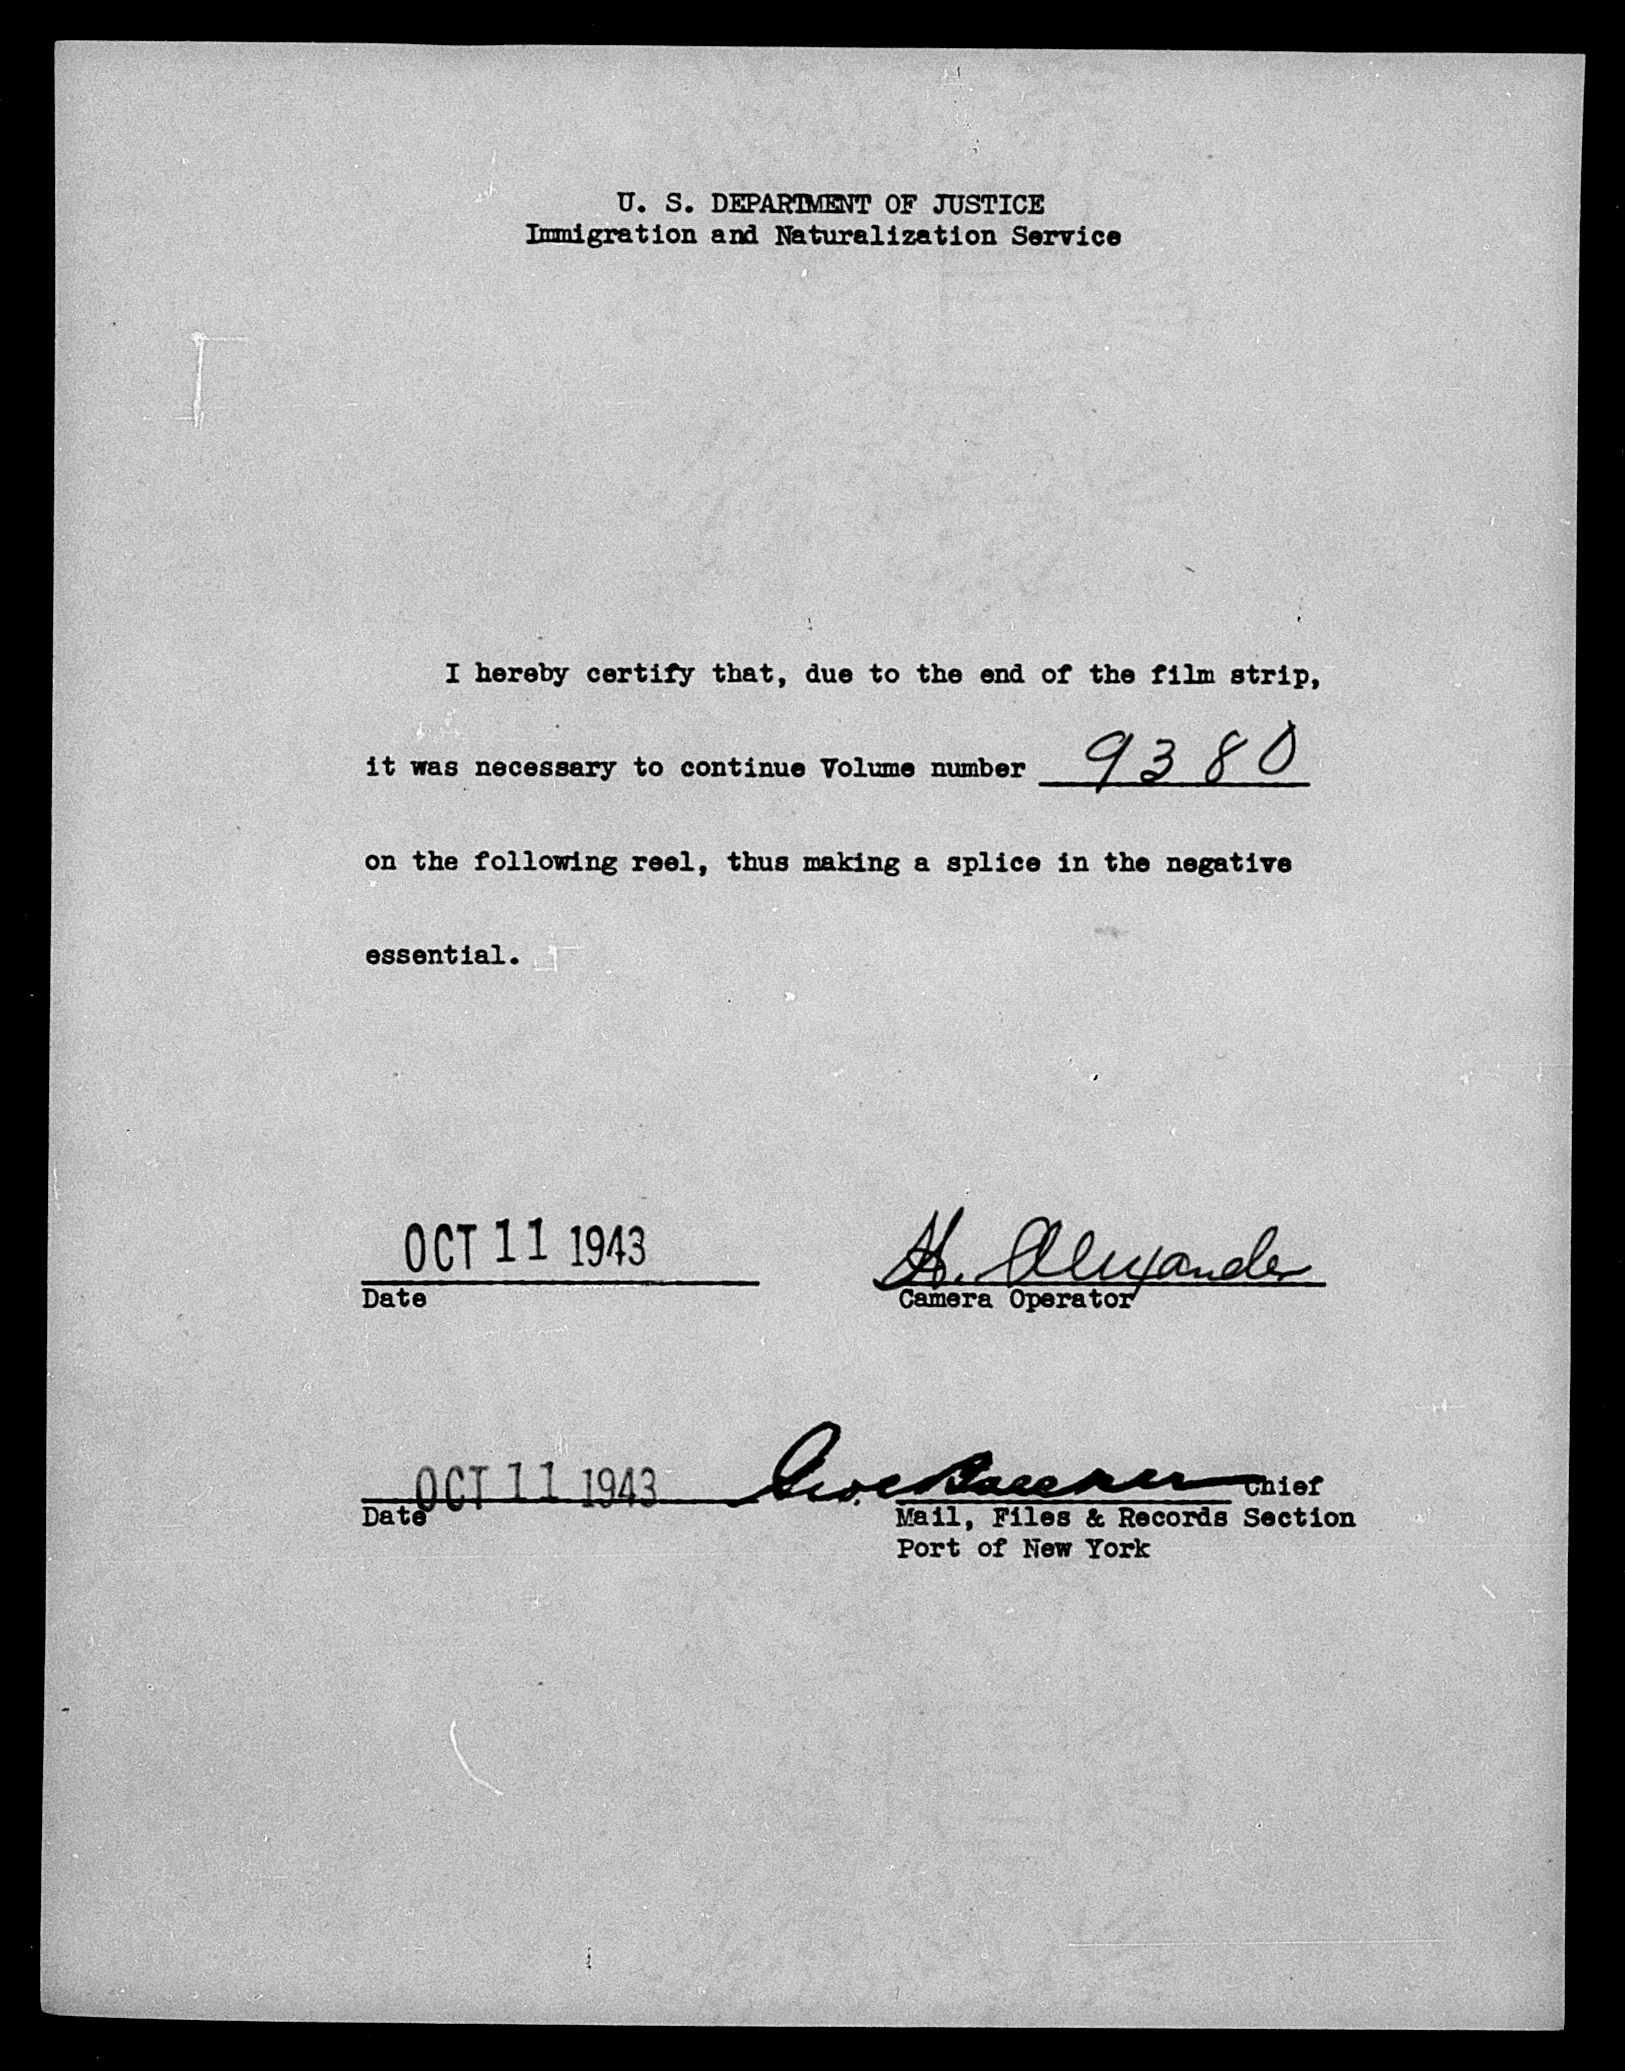 U. S. DEPARTMENT OF JUSTICE
Immigration and Naturalization Service
I hereby certify that, due to the end of the film strip,
it was necessary to continue Volume number 9380
on the following reel, thus making a splice in the negative
essential.
OCT 11 1943 H. Alexander
Date Camera Operator
OCT 11 1943 Chief
Date Mail, Files & Records Section
Port of New York